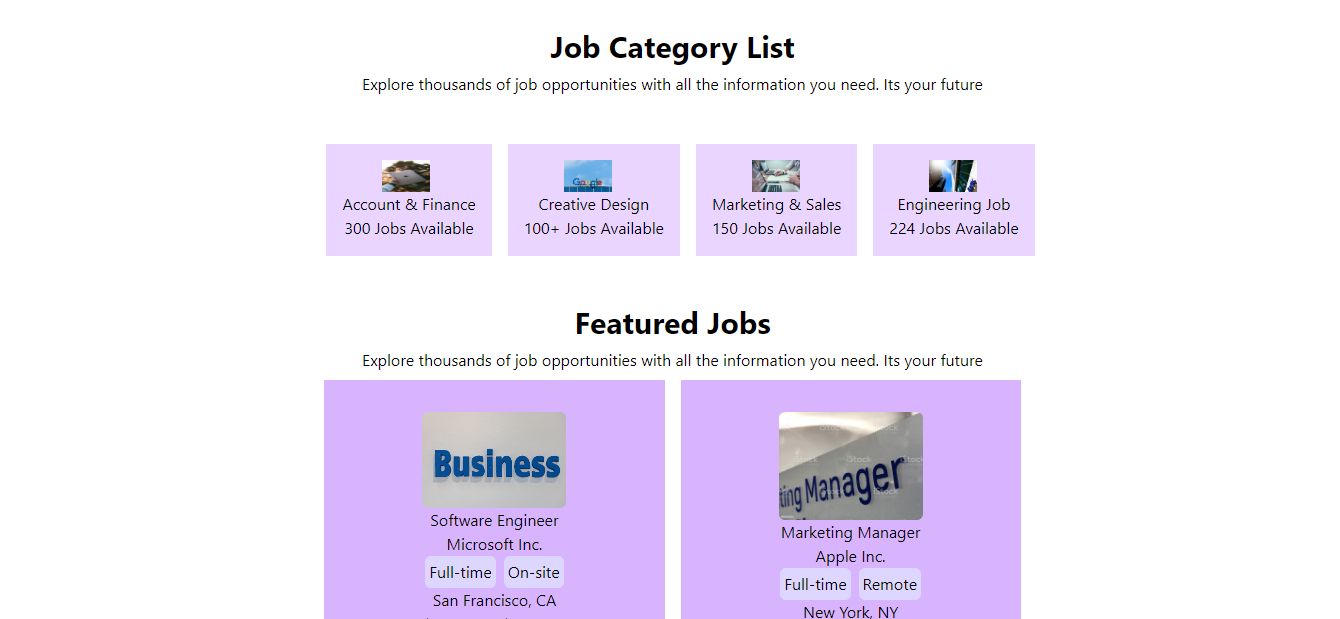 Job Category List
Explore thousands of job opportunities with all the information you need. Its your future
Account & Finance
300 Jobs Available
Google
Creative Design
100+ Jobs Available
Marketing & Sales
150 Jobs Available
Engineering Job
224 Jobs Available
Featured Jobs
Explore thousands of job opportunities with all the information you need. Its your future
Business
Software Engineer
Microsoft Inc.
Full-time On-site
San Francisco, CA
iStock
iStock
iStock
ting Manager
Marketing Manager
Apple Inc.
Full-time Remote
New York, NY